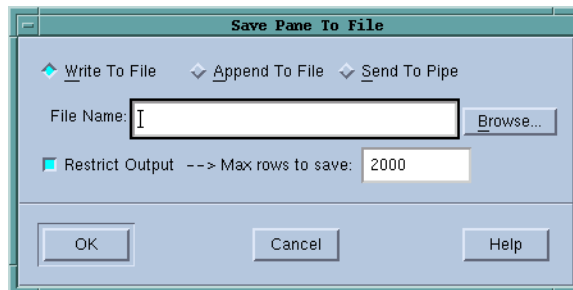 Save Pane To File
Write To File Append To File Send To Pipe
File Name: Browse...
Restrict Output --> Max rows to save: 2000
OK Cancel Help